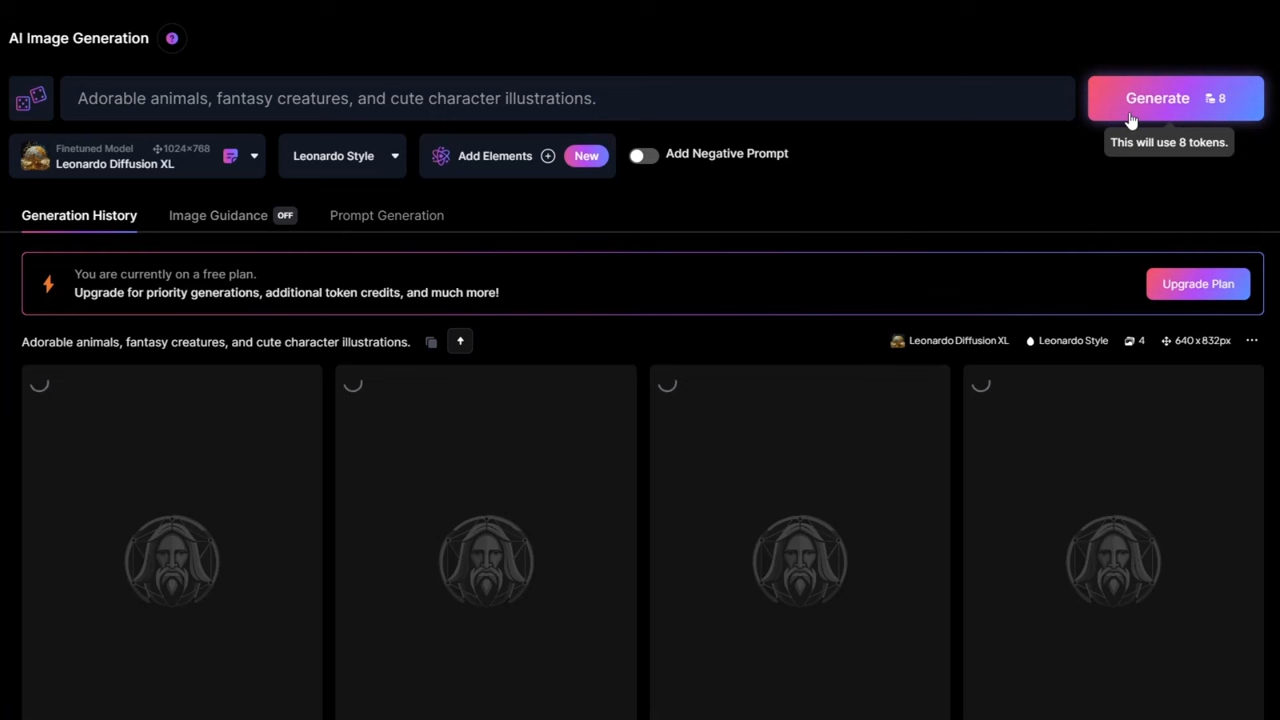 AI Image Generation ?
Adorable animals, fantasy creatures, and cute character illustrations.
Generate 8
This will use 8 tokens.
Finetuned Model 1024×768
Leonardo Diffusion XL
Leonardo Style
Add Elements
New
Add Negative Prompt
Generation History
Image Guidance OFF
Prompt Generation
You are currently on a free plan.
Upgrade for priority generations, additional token credits, and much more!
Upgrade Plan
Adorable animals, fantasy creatures, and cute character illustrations.
Leonardo Diffusion XL Leonardo Style 4 640 x 832px